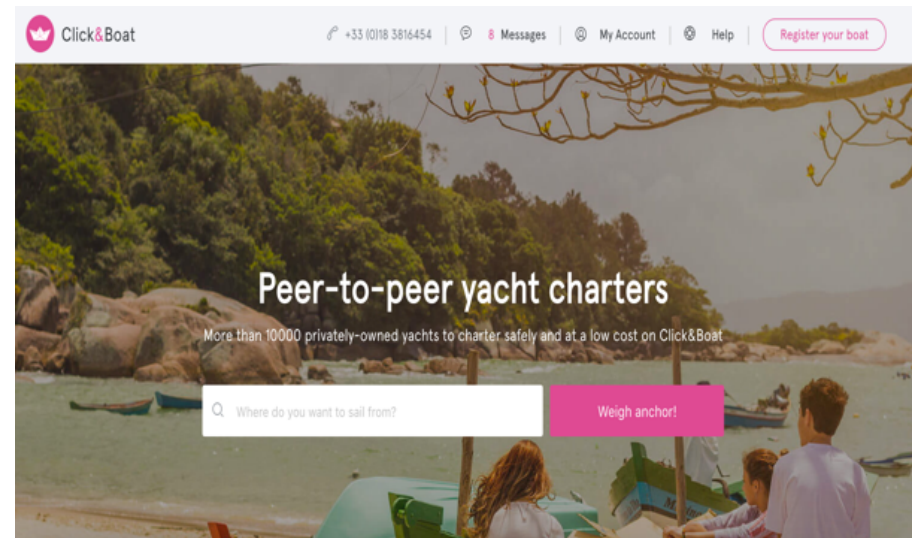 Click&Boat
+33 (0)18 3816454
8 Messages
My Account
Help
Register your boat
Peer-to-peer yacht charters
More than 10000 privately-owned yachts to charter safely and at a low cost on Click&Boat
Where do you want to sail from?
Weigh anchor!